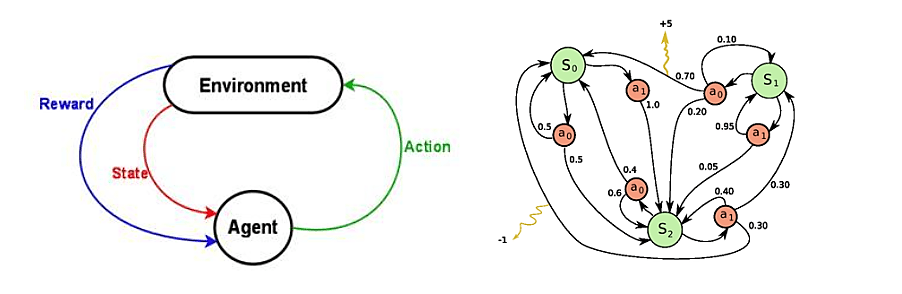 Environment
Reward
State
Action
Agent
+5
0.10
S0
0.70
S1
a1
a0
1.0
0.20
0.5
a0
0.95
a1
0.5
0.05
0.4
0.6
a0
0.40
0.30
S2
a1
0.30
-1